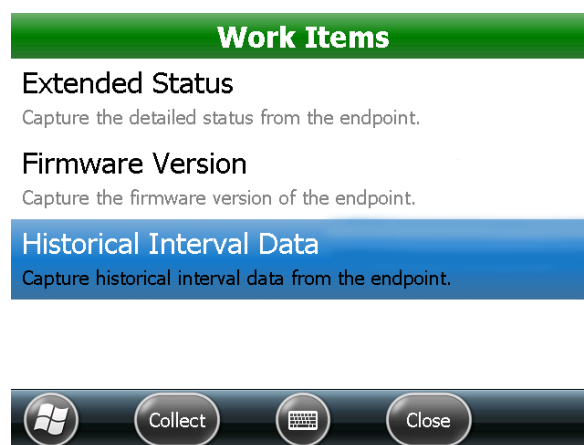 Work Items
Extended Status
Capture the detailed status from the endpoint.
Firmware Version
Capture the firmware version of the endpoint.
Historical Interval Data
Capture historical interval data from the endpoint.
Collect
Close